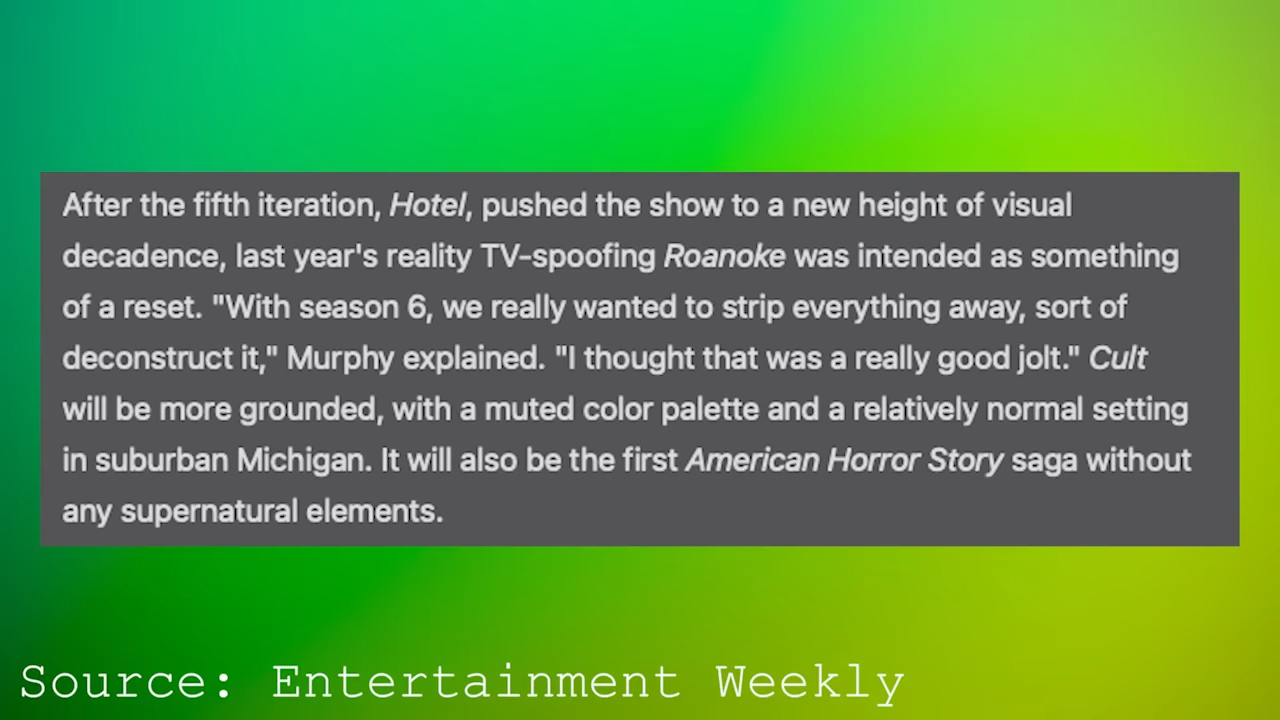 After the fifth iteration, Hotel, pushed the show to a new height of visual
decadence, last year's reality TV-spoofing Roanoke was intended as something
of a reset. "With season 6, we really wanted to strip everything away, sort of
deconstruct it," Murphy explained. "I thought that was a really good jolt." Cult
will be more grounded, with a muted color palette and a relatively normal setting
in suburban Michigan. It will also be the first American Horror Story saga without
any supernatural elements.
Source: Entertainment Weekly